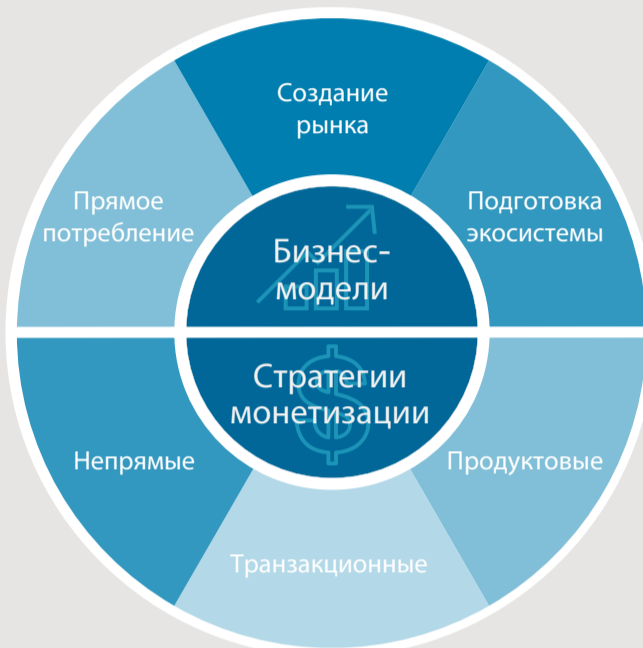 Создание
рынка
Прямое
потребление
Подготовка
экосистемы
Бизнес-
модели
Стратегии
монетизации
Непрямые
Продуктовые
Транзакционные